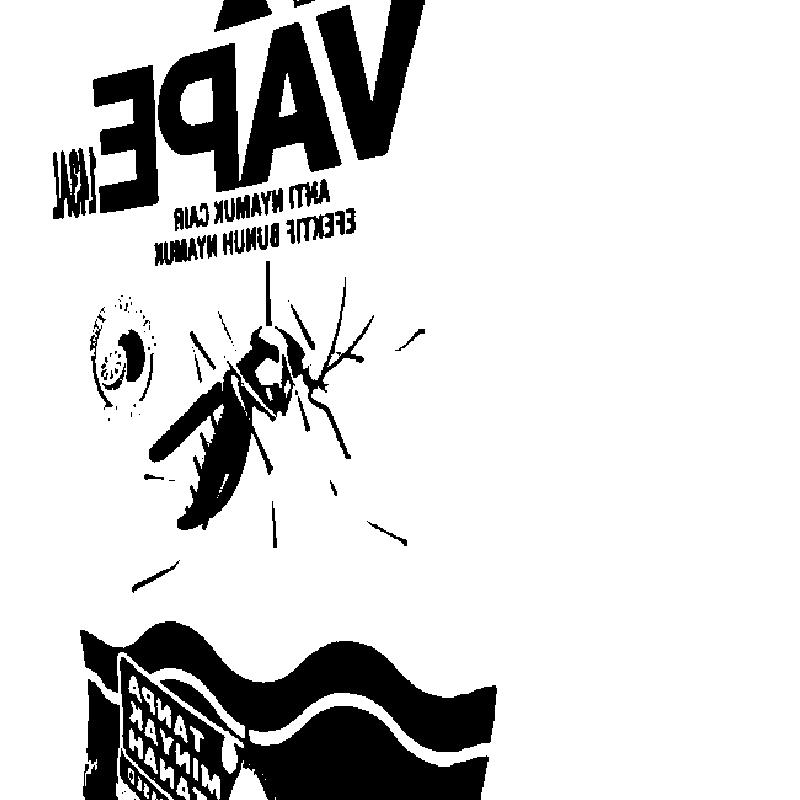 VAPE
ANTI NYAMUK CAIR
EFEKTIF BUNUH NYAMUK
TANPA
MINYAK
TANAH